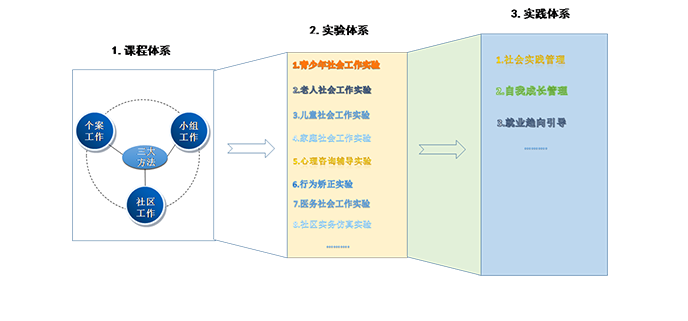 1. 课程体系
个案
工作
小组
工作
三大
方法
社区
工作
2. 实验体系
1.青少年社会工作实验
2.老人社会工作实验
3.儿童社会工作实验
4.家庭社会工作实验
5.心理咨询辅导实验
6.行为矫正实验
7.医务社会工作实验
8.社区实务仿真实验
………
3. 实践体系
1.社会实践管理
2.自我成长管理
3.就业趋向引导
………